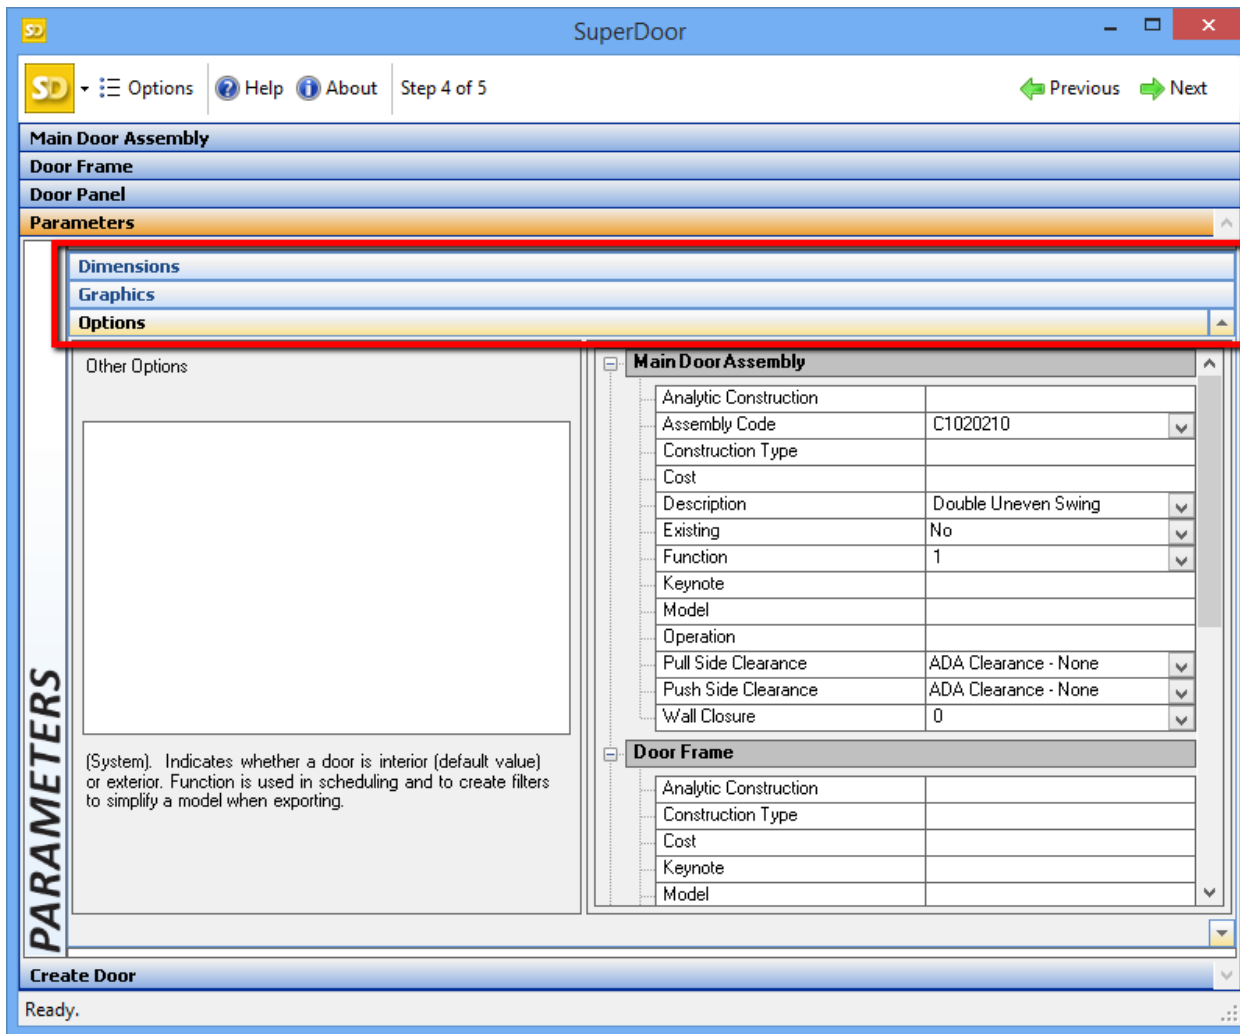 SD
SuperDoor
SD Options Help About Step 4 of 5 Previous Next
Main Door Assembly
Door Frame
Door Panel
Parameters
PARAMETERS
Dimensions
Graphics
Options
Other Options
(System). Indicates whether a door is interior (default value)
or exterior. Function is used in scheduling and to create filters
to simplify a model when exporting.
Main Door Assembly
Analytic Construction
Assembly Code C1020210
Construction Type
Cost
Description Double Uneven Swing
Existing No
Function 1
Keynote
Model
Operation
Pull Side Clearance ADA Clearance - None
Push Side Clearance ADA Clearance - None
Wall Closure 0
Door Frame
Analytic Construction
Construction Type
Cost
Keynote
Model
Create Door
Ready.